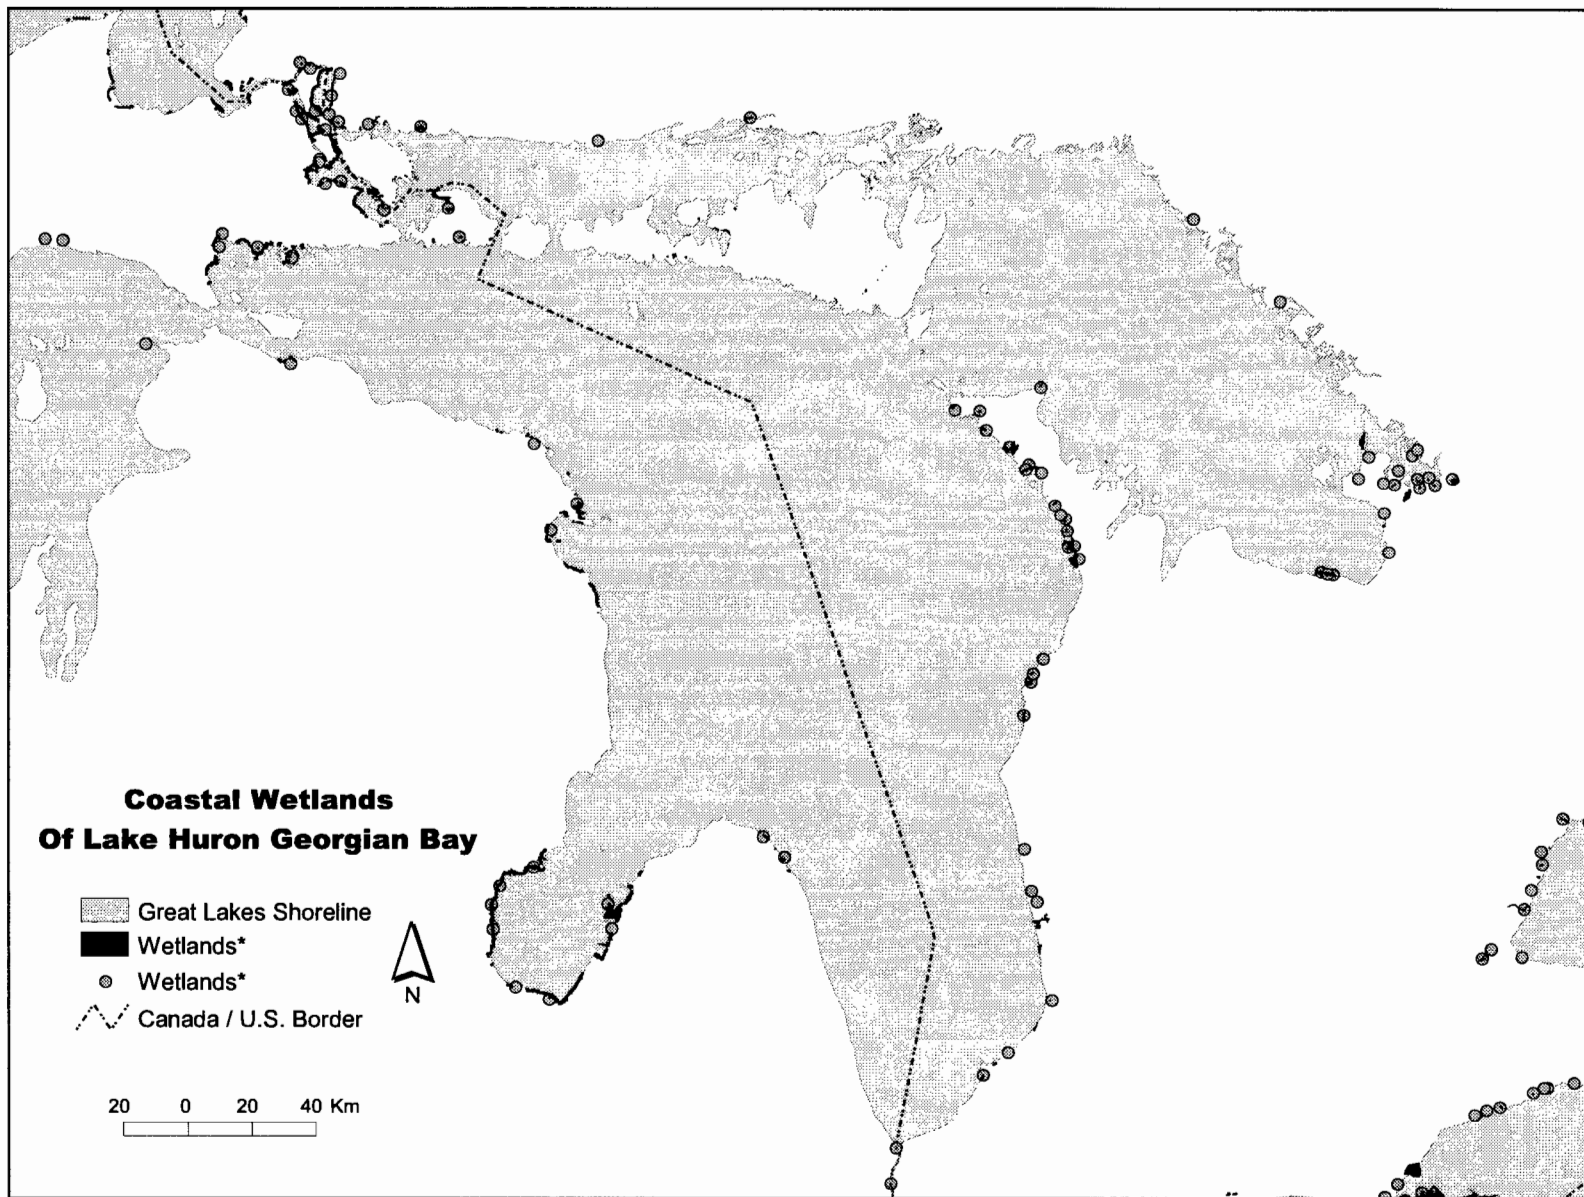 Coastal Wetlands
Of Lake Huron Georgian Bay
Great Lakes Shoreline
Wetlands*
Wetlands*
Canada / U.S. Border
N
20 0 20 40 Km